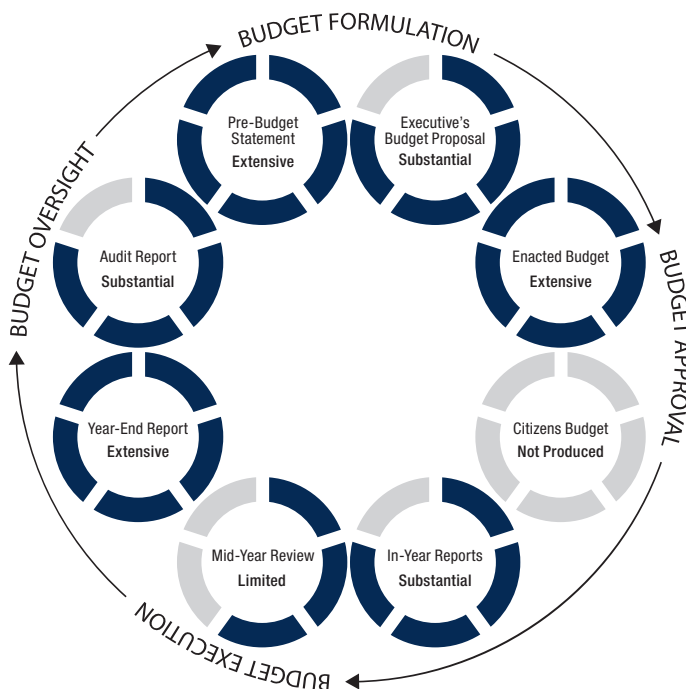 BUDGET FORMULATION
Pre-Budget
Statement
Extensive
Executive's
Budget Proposal
Substantial
Enacted Budget
Extensive
BUDGET APPROVAL
Citizens Budget
Not Produced
In-Year Reports
Substantial
Mid-Year Review
Limited
BUDGET EXECUTION
Year-End Report
Extensive
Audit Report
Substantial
BUDGET OVERSIGHT